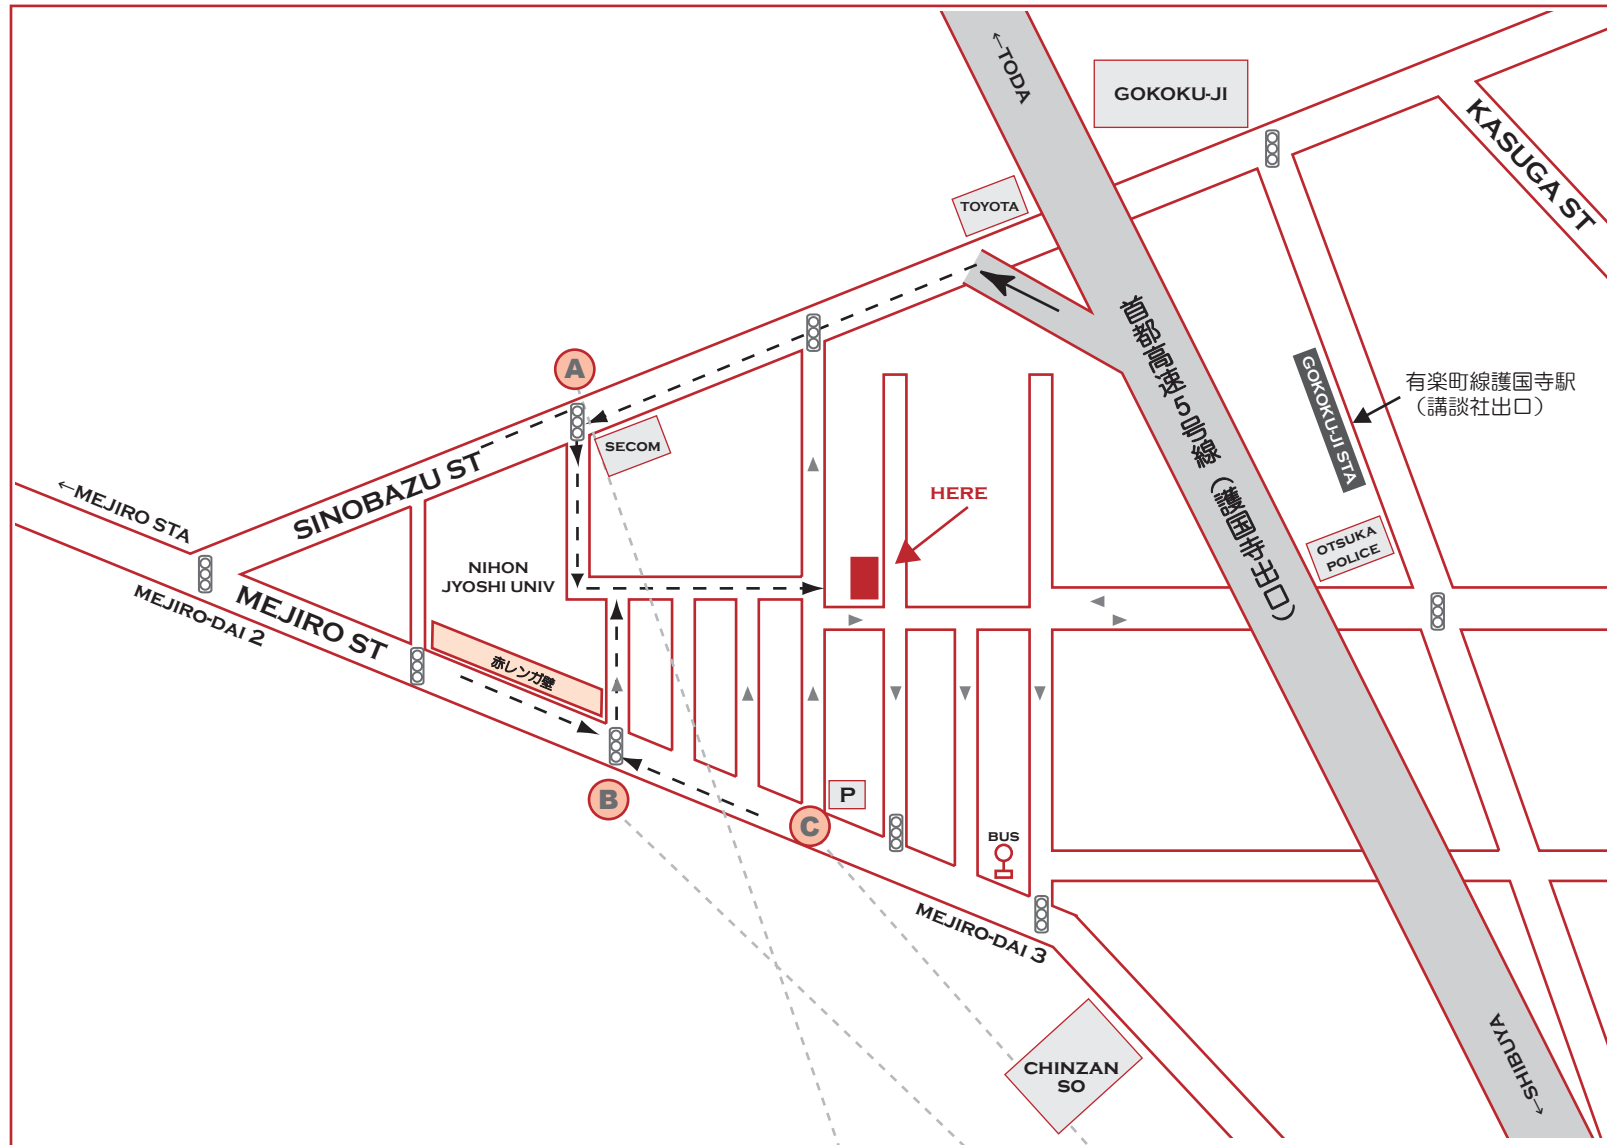 ←TODA
GOKOKU-JI
KASUGA ST
TOYOTA
首都高速5号線（護国寺出口）
A
GOKOKU-JI STA
有楽町線護国寺駅
（講談社出口）
SECOM
SINOBAZU ST
←MEJIRO STA
HERE
OTSUKA
POLICE
NIHON
JYOSHI UNIV
MEJIRO-DAI 2
MEJIRO ST
赤レンガ壁
B
P
C
BUS
MEJIRO-DAI 3
CHINZAN
SO
SHIBUYA→